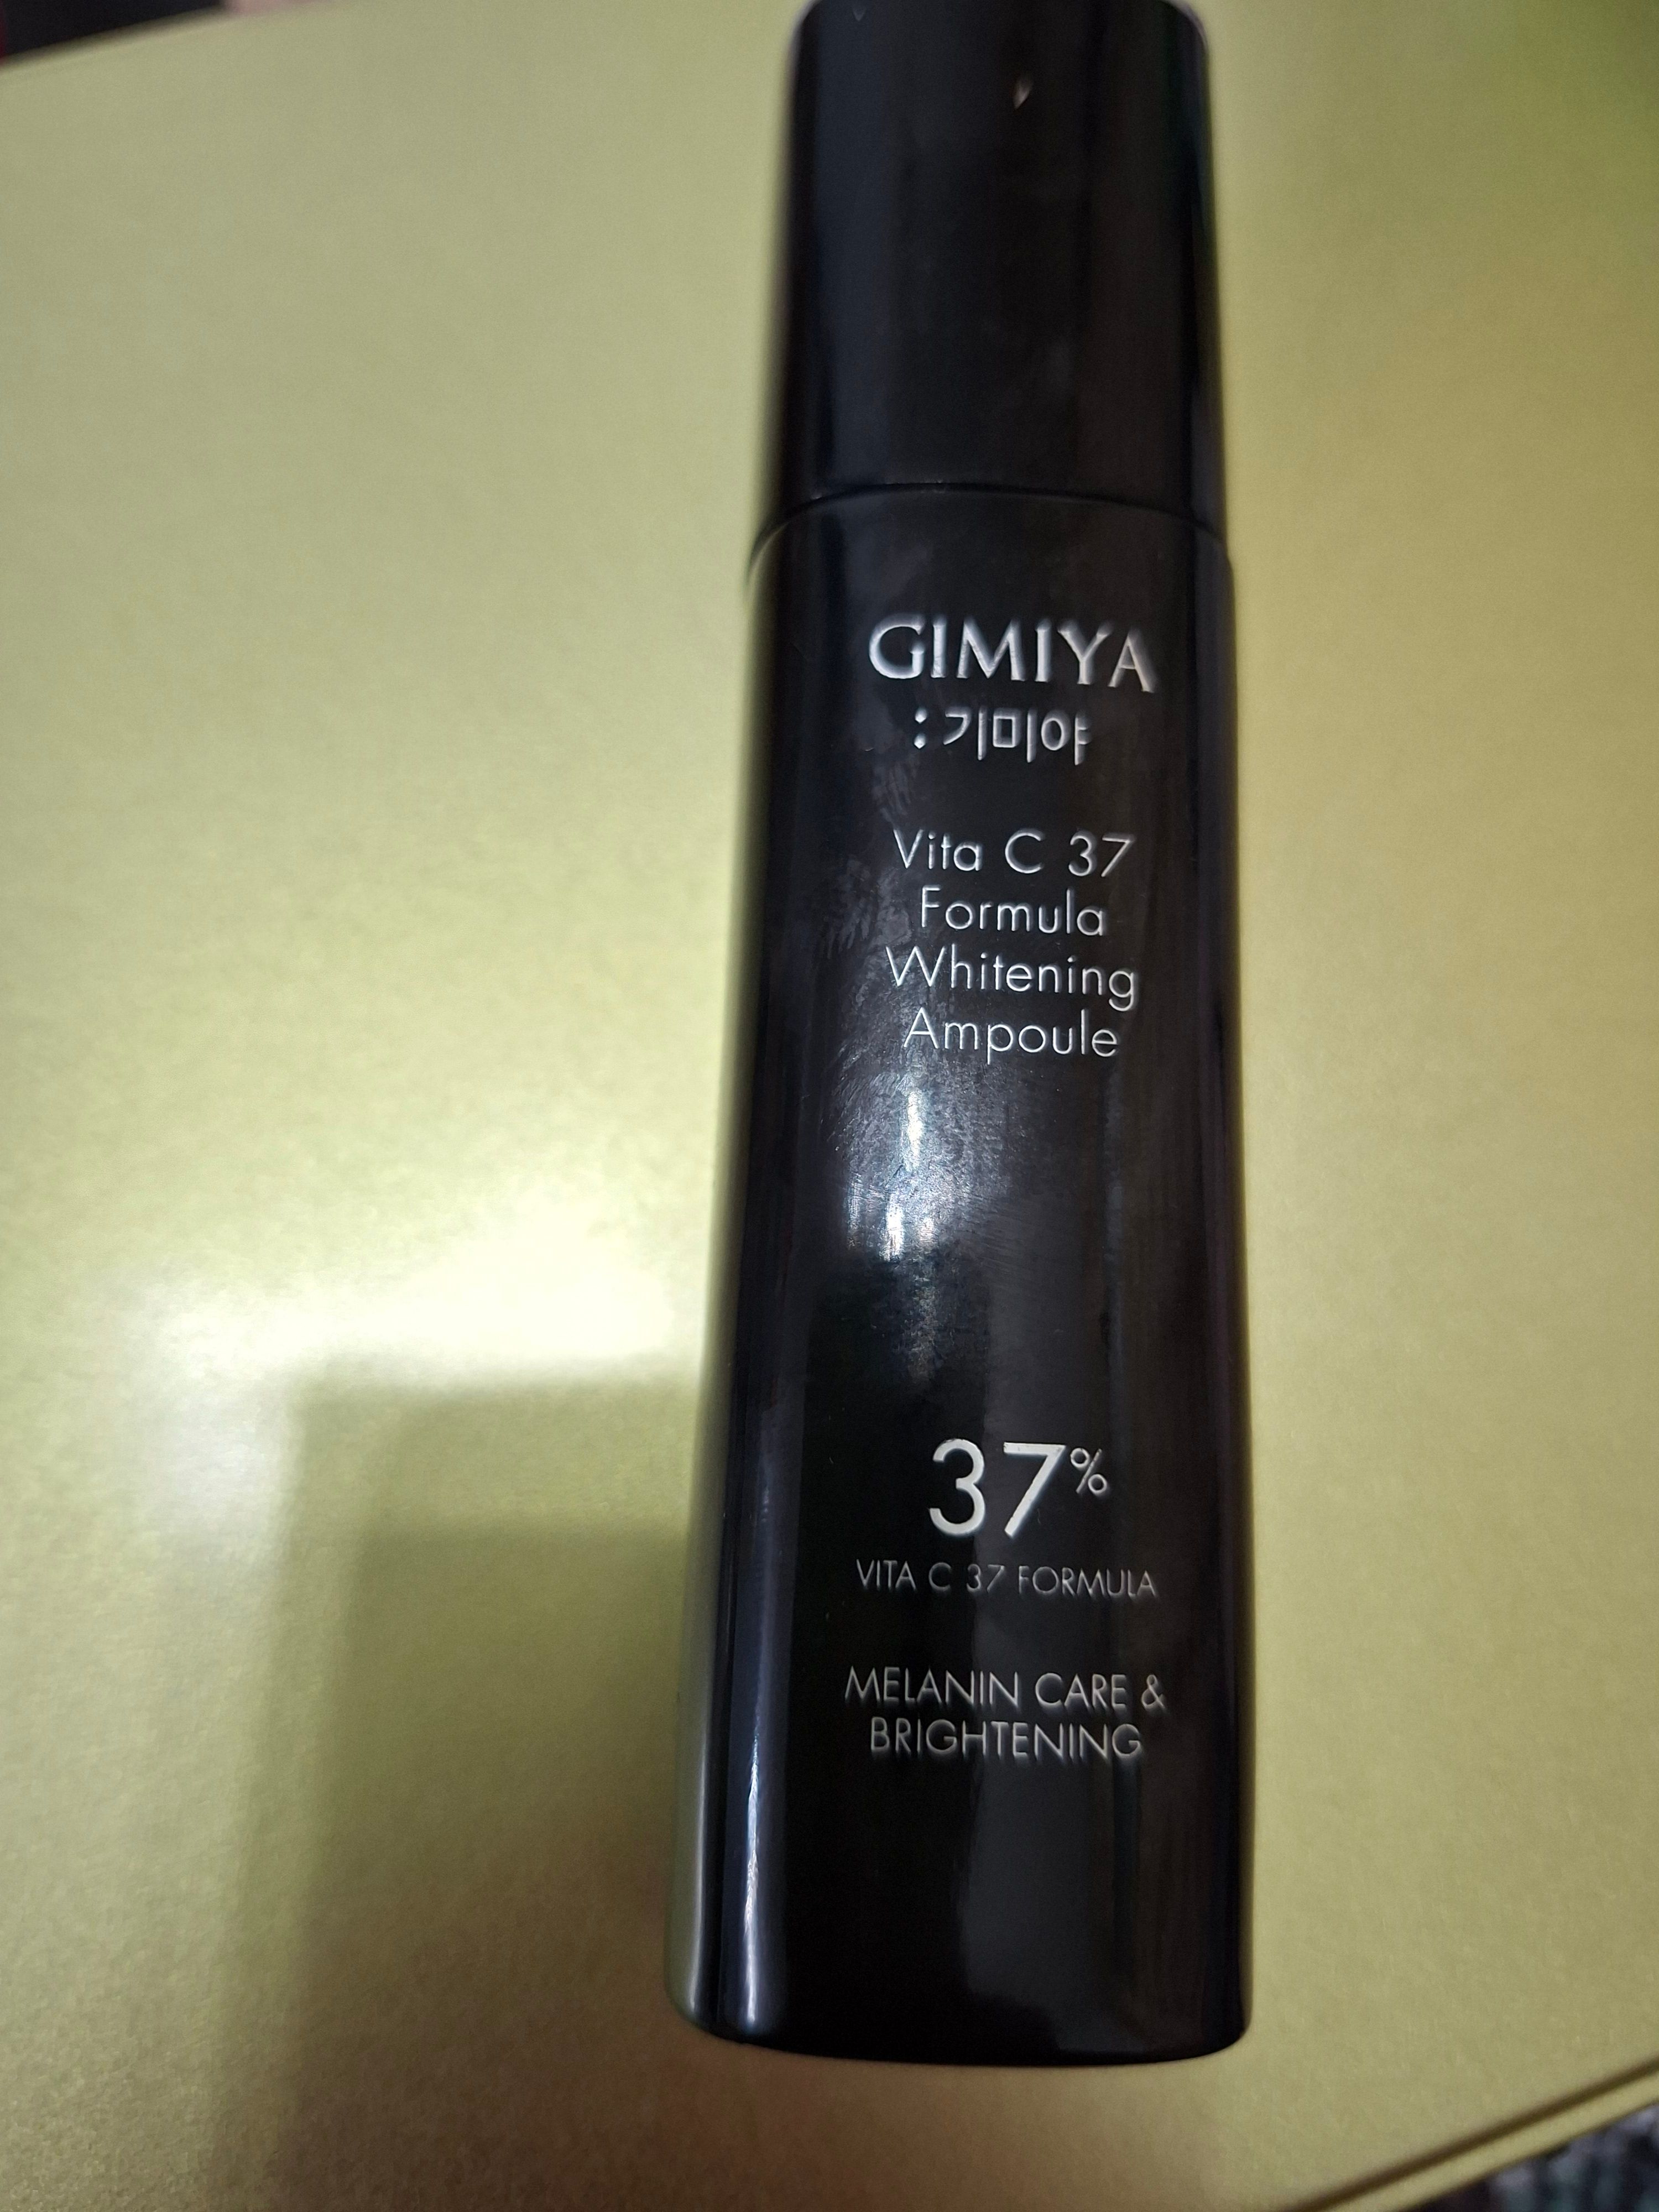 GIMIYA
: 기미야
Vita C 37
Formula
Whitening
Ampoule
37%
VITA C 37 FORMULA
MELANIN CARE &
BRIGHTENING